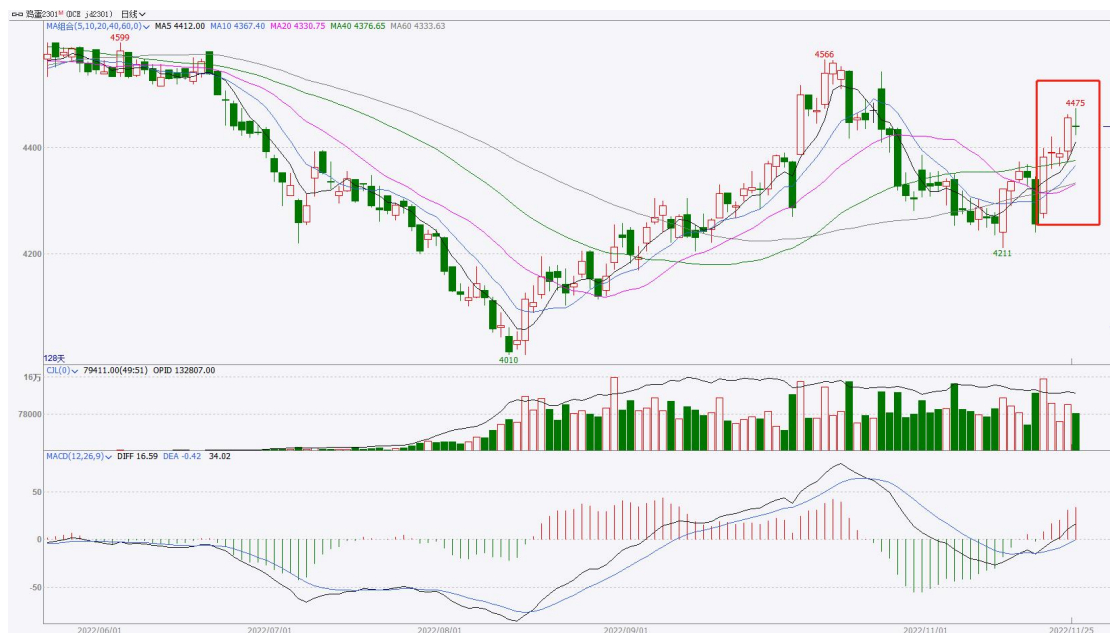 鸡蛋2301M (DCE jd2301) 日线
MA组合(5,10,20,40,60,0) MA5 4412.00 MA10 4367.40 MA20 4330.75 MA40 4376.65 MA60 4333.63
4599
4566
4475
4400
4200
4211
4010
128天
CJL(0) 79411.00(49:51) OPID 132807.00
16万
78000
MACD(12,26,9) DIFF 16.59 DEA -0.42 34.02
50
0
-50
2022/06/01 2022/07/01 2022/08/01 2022/09/01 2022/11/01 2022/11/25